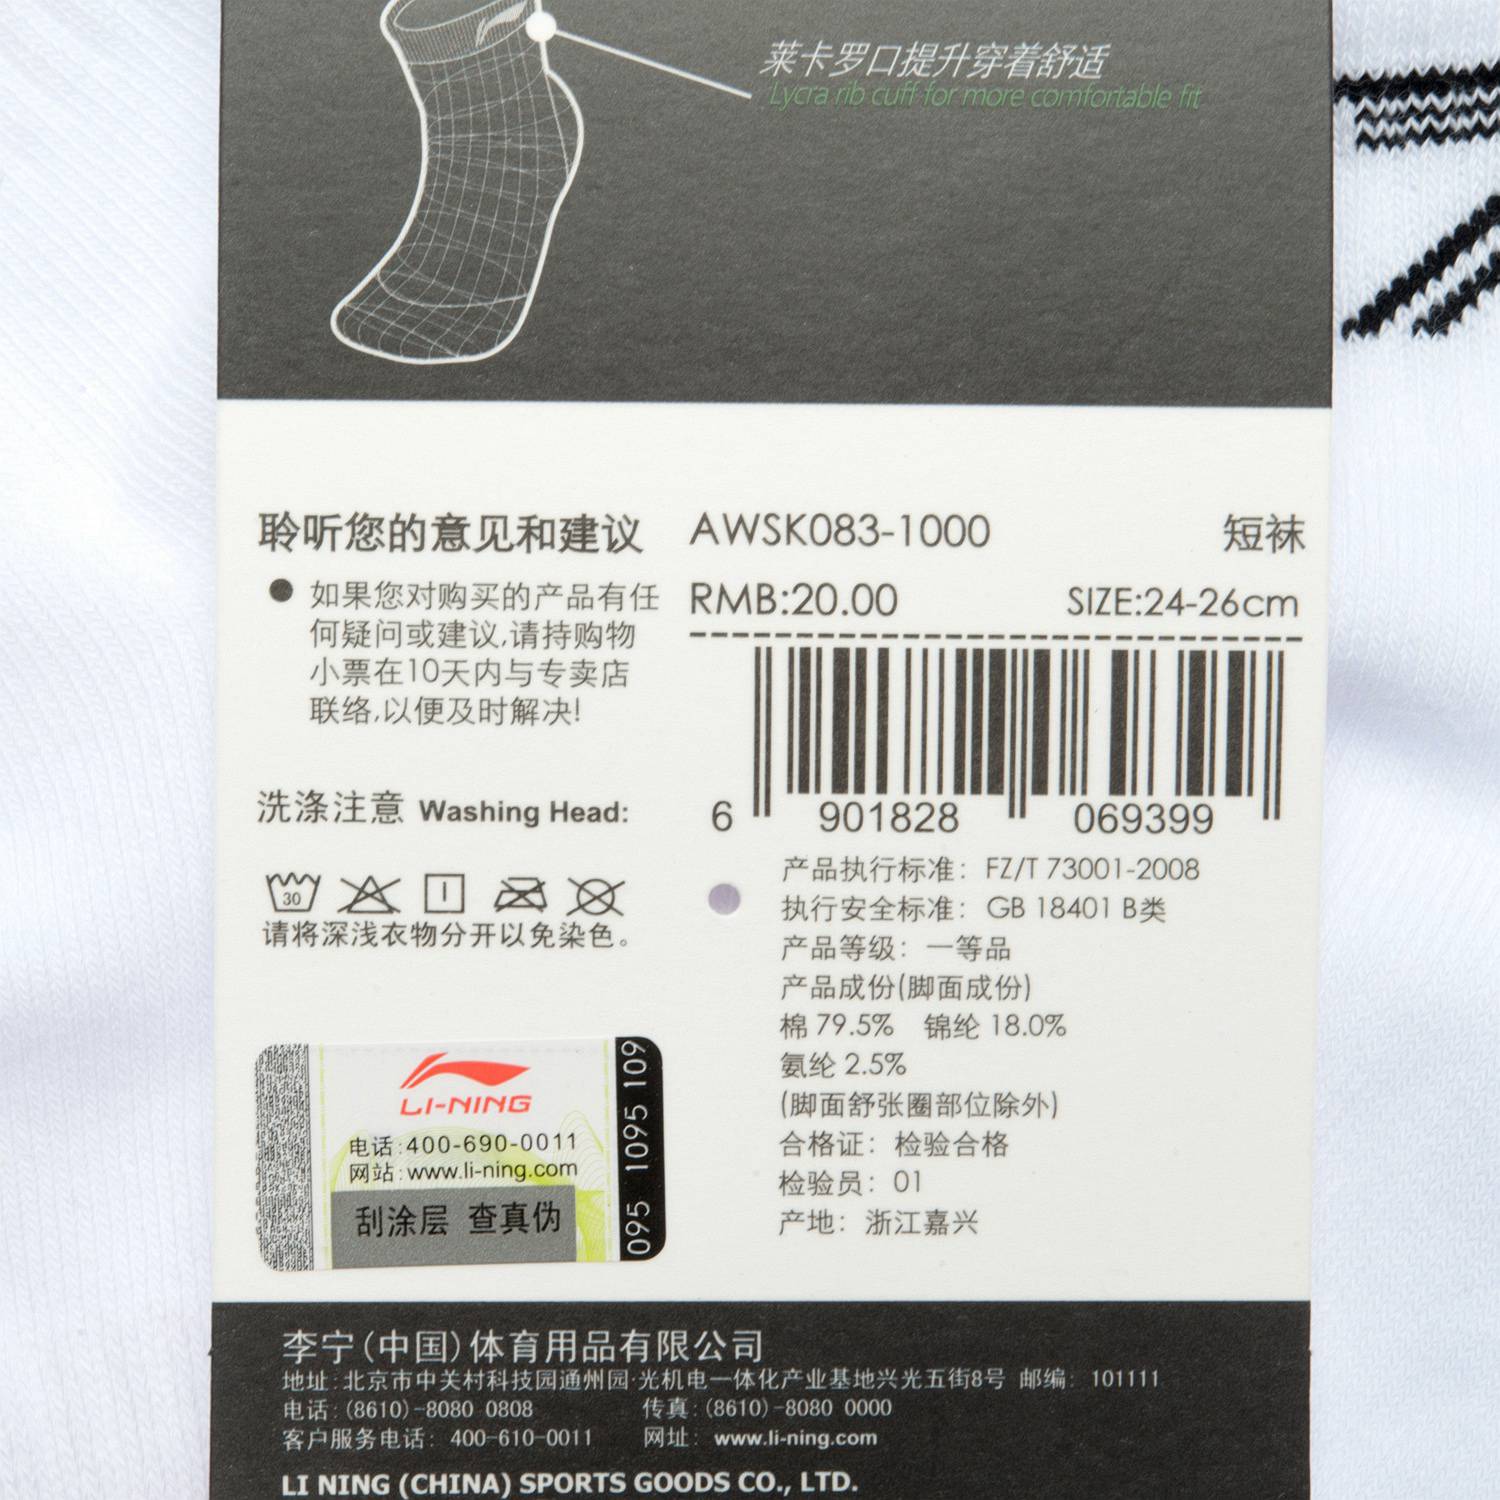 莱卡罗口提升穿着舒适
Lycra rib cuff for more comfortable fit
聆听您的意见和建议
● 如果您对购买的产品有任
何疑问或建议,请持购物
小票在10天内与专卖店
联络,以便及时解决!
洗涤注意 Washing Head:
30
请将深浅衣物分开以免染色。
AWSK083-1000 短袜
RMB:20.00 SIZE:24-26cm
6 901828 069399
产品执行标准: FZ/T 73001-2008
执行安全标准: GB 18401 B类
产品等级: 一等品
产品成份(脚面成份)
棉 79.5% 锦纶 18.0%
氨纶 2.5%
(脚面舒张圈部位除外)
合格证: 检验合格
检验员: 01
产地: 浙江嘉兴
LI-NING
电话:400-690-0011
网站:www.li-ning.com
刮涂层 查真伪
095 1095 109
李宁(中国)体育用品有限公司
地址:北京市中关村科技园通州园·光机电一体化产业基地兴光五街8号 邮编: 101111
电话:(8610)-8080 0808 传真:(8610)-8080 0000
客户服务电话: 400-610-0011 网址: www.li-ning.com
LI NING (CHINA) SPORTS GOODS CO., LTD.